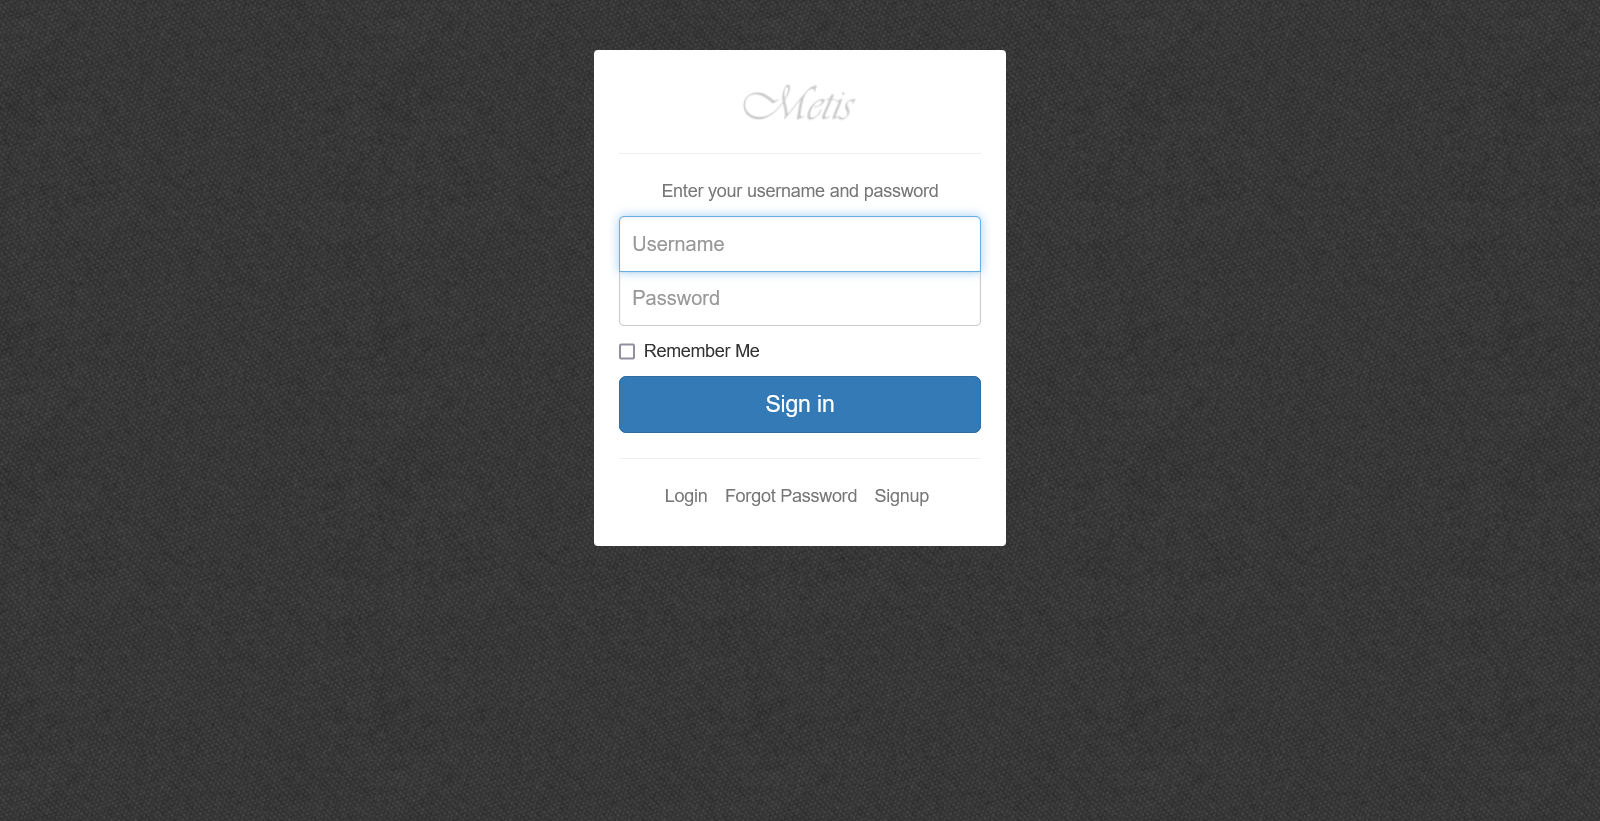 Metis
Enter your username and password
Username
Password
Remember Me
Sign in
Login Forgot Password Signup